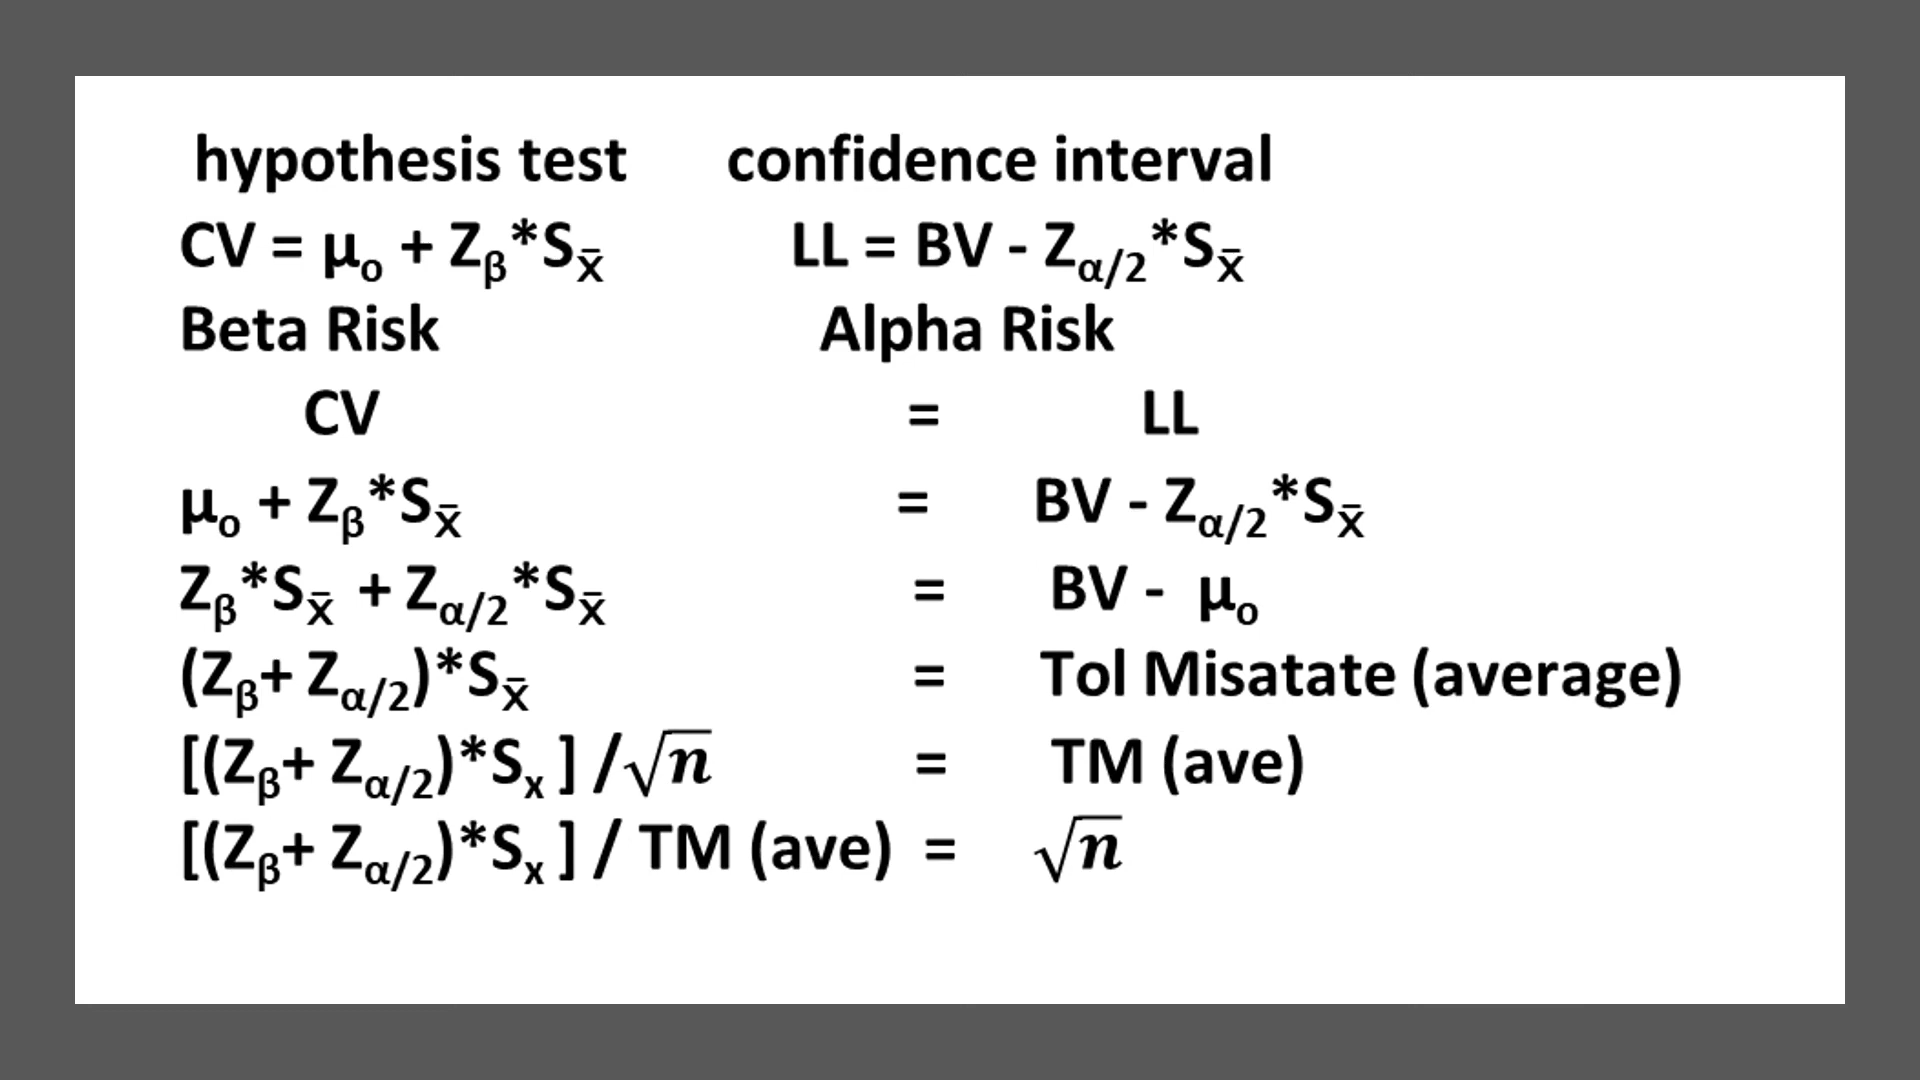 hypothesis test confidence interval
CV = μₒ + Zᵦ*Sx̄ LL = BV - Zα/2*Sx̄
Beta Risk Alpha Risk
CV = LL
μₒ + Zᵦ*Sx̄ = BV - Zα/2*Sx̄
Zᵦ*Sx̄ + Zα/2*Sx̄ = BV - μₒ
(Zᵦ+ Zα/2)*Sx̄ = Tol Misatate (average)
[(Zᵦ+ Zα/2)*Sₓ ] /√n = TM (ave)
[(Zᵦ+ Zα/2)*Sₓ ] / TM (ave) = √n